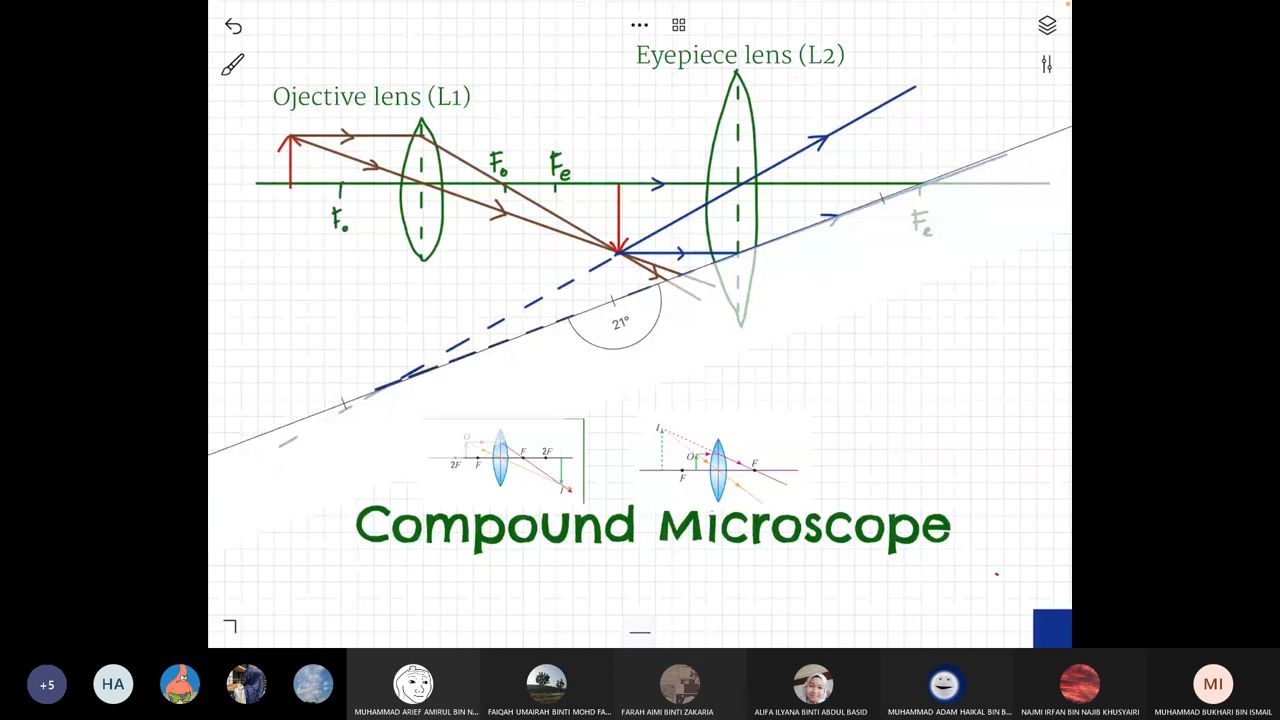 Eyepiece lens (L2)
Ojective lens (L1)
F₀
Fe
F₀
Fe
21°
O
F
2F
2F
F
I
I
O
F
F
Compound Microscope
+5
HA
MI
MUHAMMAD ARIEF AMIRUL BIN N...
FAIQAH UMAIRAH BINTI MOHD FA...
FARAH AIMI BINTI ZAKARIA
ALIFA ILYANA BINTI ABDUL BASID
MUHAMMAD ADAM HAIKAL BIN B...
NAJMI IRFAN BIN NAJIB KHUSYAIRI
MUHAMMAD BUKHARI BIN ISMAIL